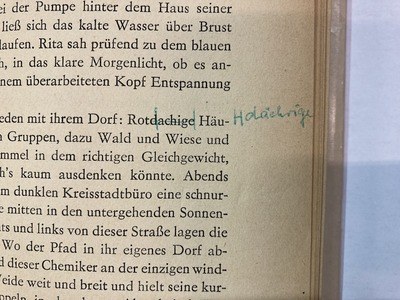 ei der Pumpe hinter dem Haus seiner
ließ sich das kalte Wasser über Brust
laufen. Rita sah prüfend zu dem blauen
h, in das klare Morgenlicht, ob es an-
nem überarbeiteten Kopf Entspannung
eden mit ihrem Dorf: Rotdachige Häu- dächrige
n Gruppen, dazu Wald und Wiese und
mmel in dem richtigen Gleichgewicht,
ch's kaum ausdenken könnte. Abends
m dunklen Kreisstadtbüro eine schnur-
e mitten in den untergehenden Sonnen-
hts und links von dieser Straße lagen die
Wo der Pfad in ihr eigenes Dorf ab-
d dieser Chemiker an der einzigen wind-
Weide weit und breit und hielt seine kur-